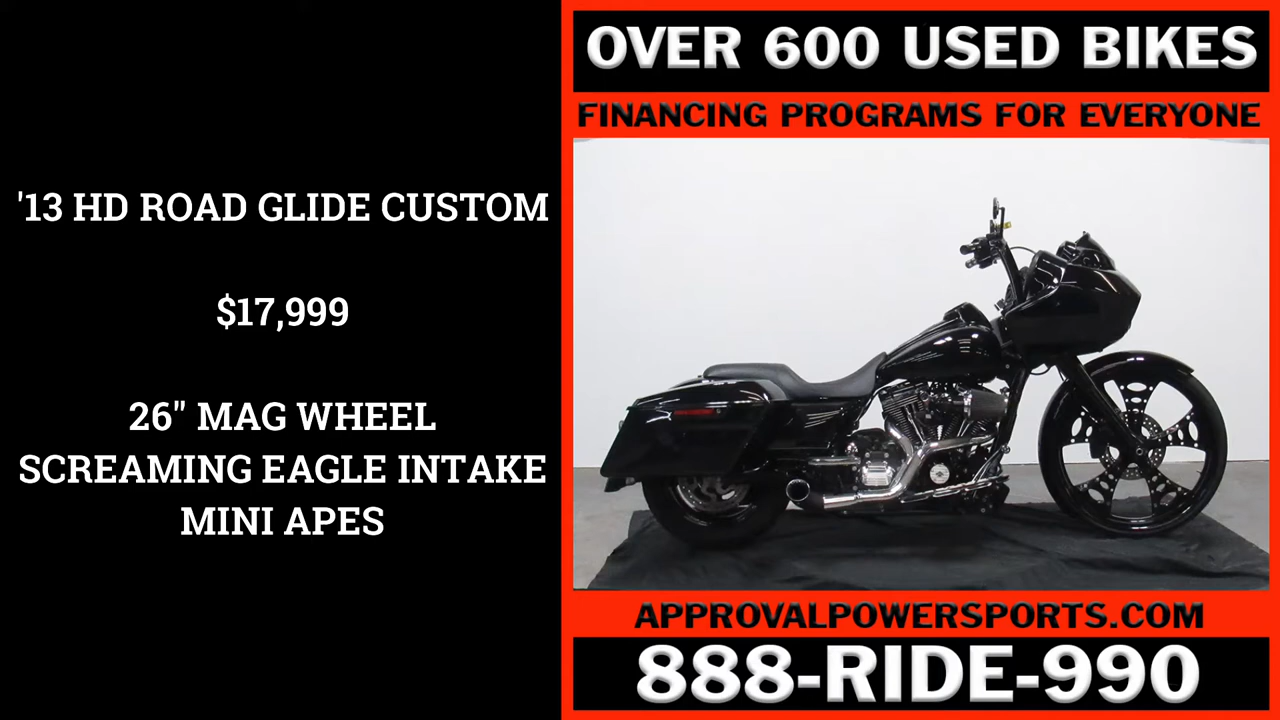 '13 HD ROAD GLIDE CUSTOM
$17,999
26" MAG WHEEL
SCREAMING EAGLE INTAKE
MINI APES
OVER 600 USED BIKES
FINANCING PROGRAMS FOR EVERYONE
APPROVALPOWERSPORTS.COM
888-RIDE-990